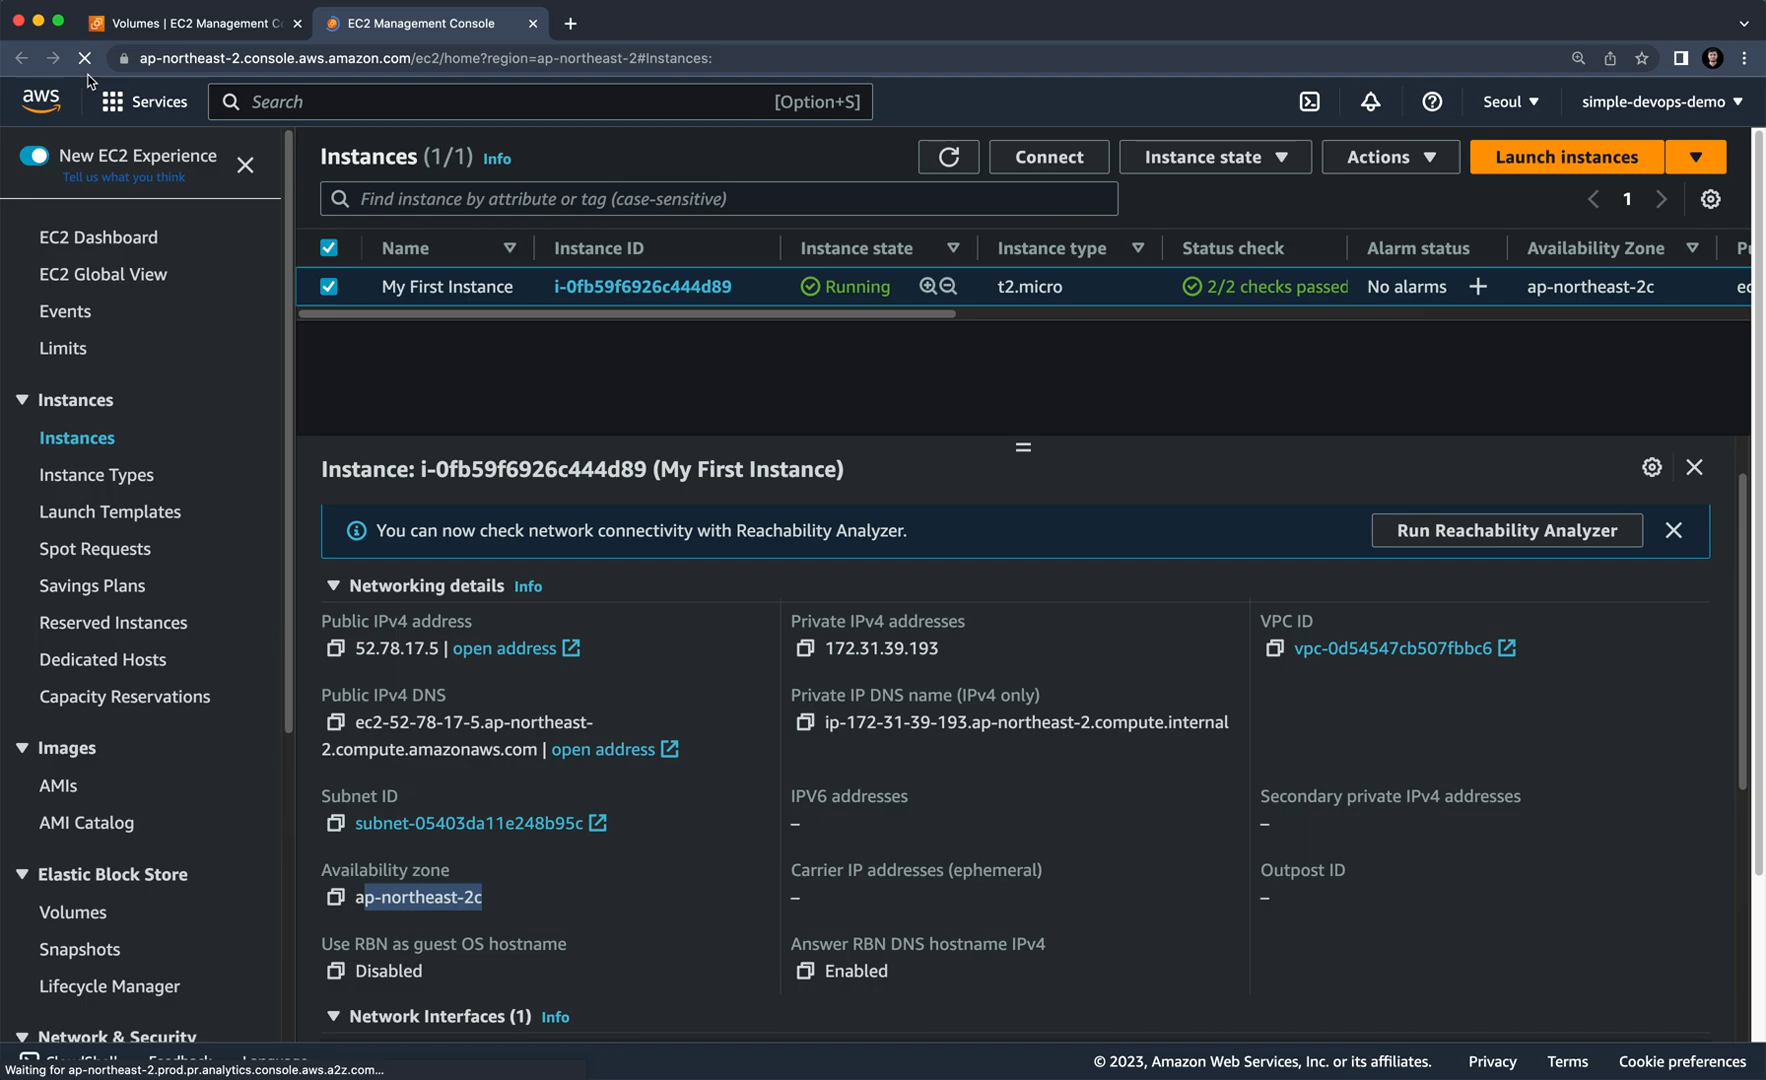 Volumes | EC2 Management C
EC2 Management Console
ap-northeast-2.console.aws.amazon.com/ec2/home?region=ap-northeast-2#Instances:
aws
Services
Search
[Option+S]
Seoul
simple-devops-demo
New EC2 Experience
Tell us what you think
EC2 Dashboard
EC2 Global View
Events
Limits
Instances
Instances
Instance Types
Launch Templates
Spot Requests
Savings Plans
Reserved Instances
Dedicated Hosts
Capacity Reservations
Images
AMIs
AMI Catalog
Elastic Block Store
Volumes
Snapshots
Lifecycle Manager
Network & Security
Instances (1/1) Info
Connect
Instance state
Actions
Launch instances
Find instance by attribute or tag (case-sensitive)
1
Name
Instance ID
Instance state
Instance type
Status check
Alarm status
Availability Zone
My First Instance
i-0fb59f6926c444d89
Running
t2.micro
2/2 checks passed
No alarms
ap-northeast-2c
ec
Instance: i-0fb59f6926c444d89 (My First Instance)
You can now check network connectivity with Reachability Analyzer.
Run Reachability Analyzer
Networking details Info
Public IPv4 address
52.78.17.5 | open address
Private IPv4 addresses
172.31.39.193
VPC ID
vpc-0d54547cb507fbbc6
Public IPv4 DNS
ec2-52-78-17-5.ap-northeast-
2.compute.amazonaws.com | open address
Private IP DNS name (IPv4 only)
ip-172-31-39-193.ap-northeast-2.compute.internal
Subnet ID
subnet-05403da11e248b95c
IPV6 addresses
–
Secondary private IPv4 addresses
–
Availability zone
ap-northeast-2c
Carrier IP addresses (ephemeral)
–
Outpost ID
–
Use RBN as guest OS hostname
Disabled
Answer RBN DNS hostname IPv4
Enabled
Network Interfaces (1) Info
CloudShell
Feedback
Language
Waiting for ap-northeast-2.prod.pr.analytics.console.aws.a2z.com...
© 2023, Amazon Web Services, Inc. or its affiliates.
Privacy
Terms
Cookie preferences